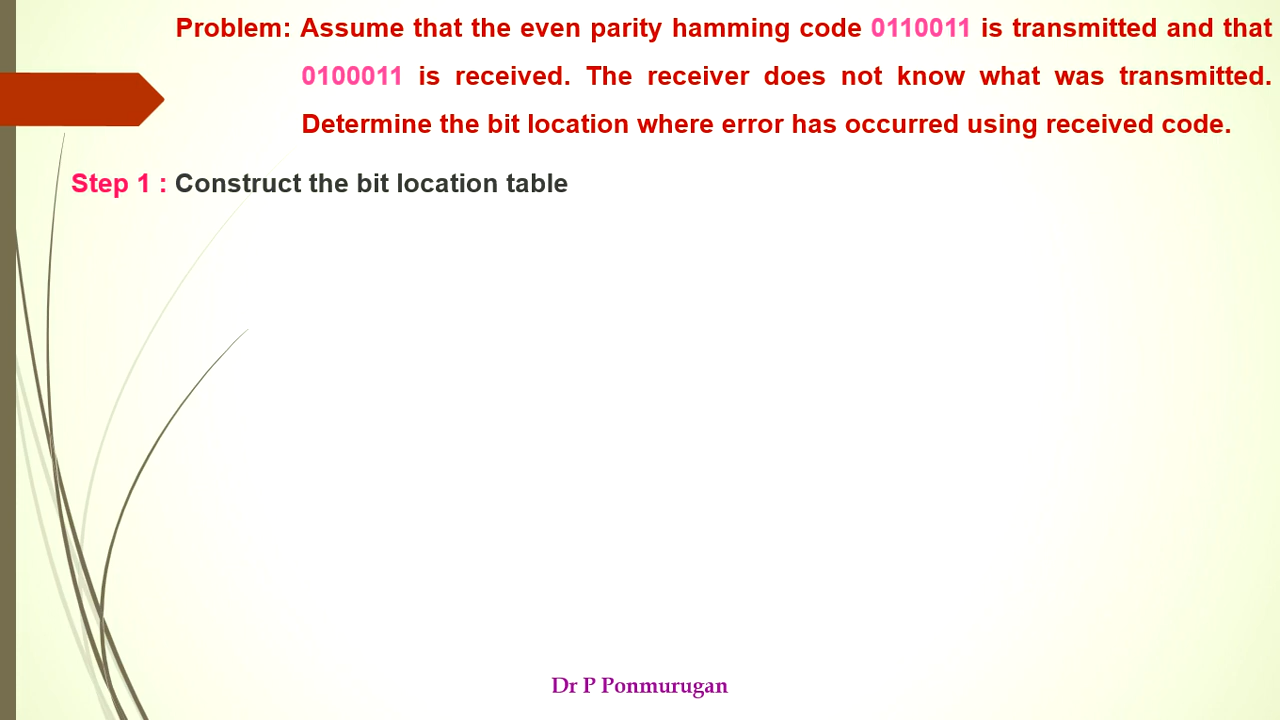 Problem: Assume that the even parity hamming code 0110011 is transmitted and that
0100011 is received. The receiver does not know what was transmitted.
Determine the bit location where error has occurred using received code.
Step 1 : Construct the bit location table
Dr P Ponmurugan